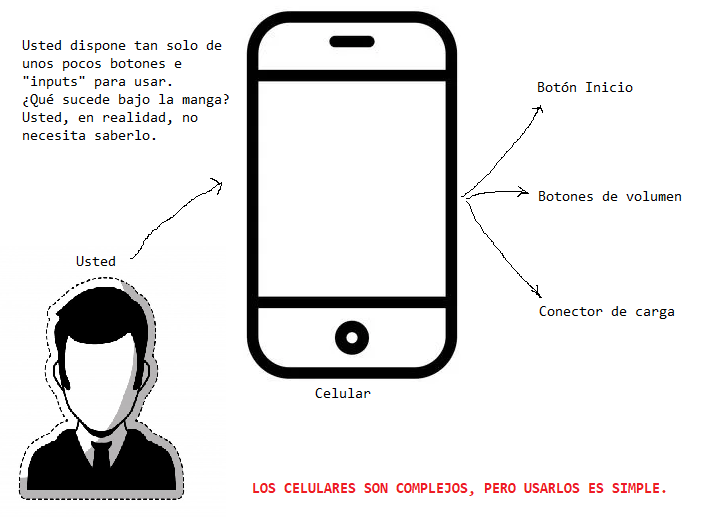 Usted dispone tan solo de
unos pocos botones e
"inputs" para usar.
¿Qué sucede bajo la manga?
Usted, en realidad, no
necesita saberlo.
Botón Inicio
Botones de volumen
Usted
Conector de carga
Celular
LOS CELULARES SON COMPLEJOS, PERO USARLOS ES SIMPLE.